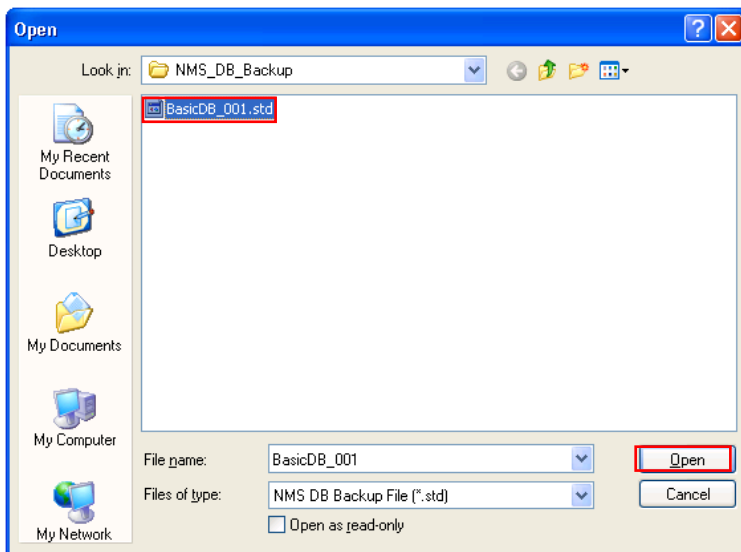 Open
Look in: NMS_DB_Backup
BasicDB_001.std
My Recent
Documents
Desktop
My Documents
My Computer
My Network
File name: BasicDB_001 Open
Files of type: NMS DB Backup File (*.std) Cancel
Open as read-only